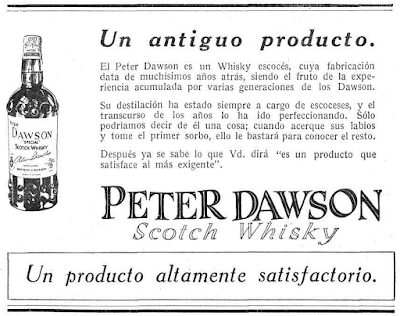 Un antiguo producto.
El Peter Dawson es un Whisky escocés, cuya fabricación
data de muchísimos años atrás, siendo el fruto de la expe-
riencia acumulada por varias generaciones de los Dawson.
Su destilación ha estado siempre a cargo de escoceses, y el
transcurso de los años lo ha ido perfeccionando. Sólo
podríamos decir de él una cosa; cuando acerque sus labios
y tome el primer sorbo, ello le bastará para conocer el resto.
Después ya se sabe lo que Vd. dirá "es un producto que
satisface al más exigente".
PETER
DAWSON
"SPECIAL"
SCOTCH WHISKY
Peter Dawson
PETER DAWSON
Scotch Whisky
Un producto altamente satisfactorio.